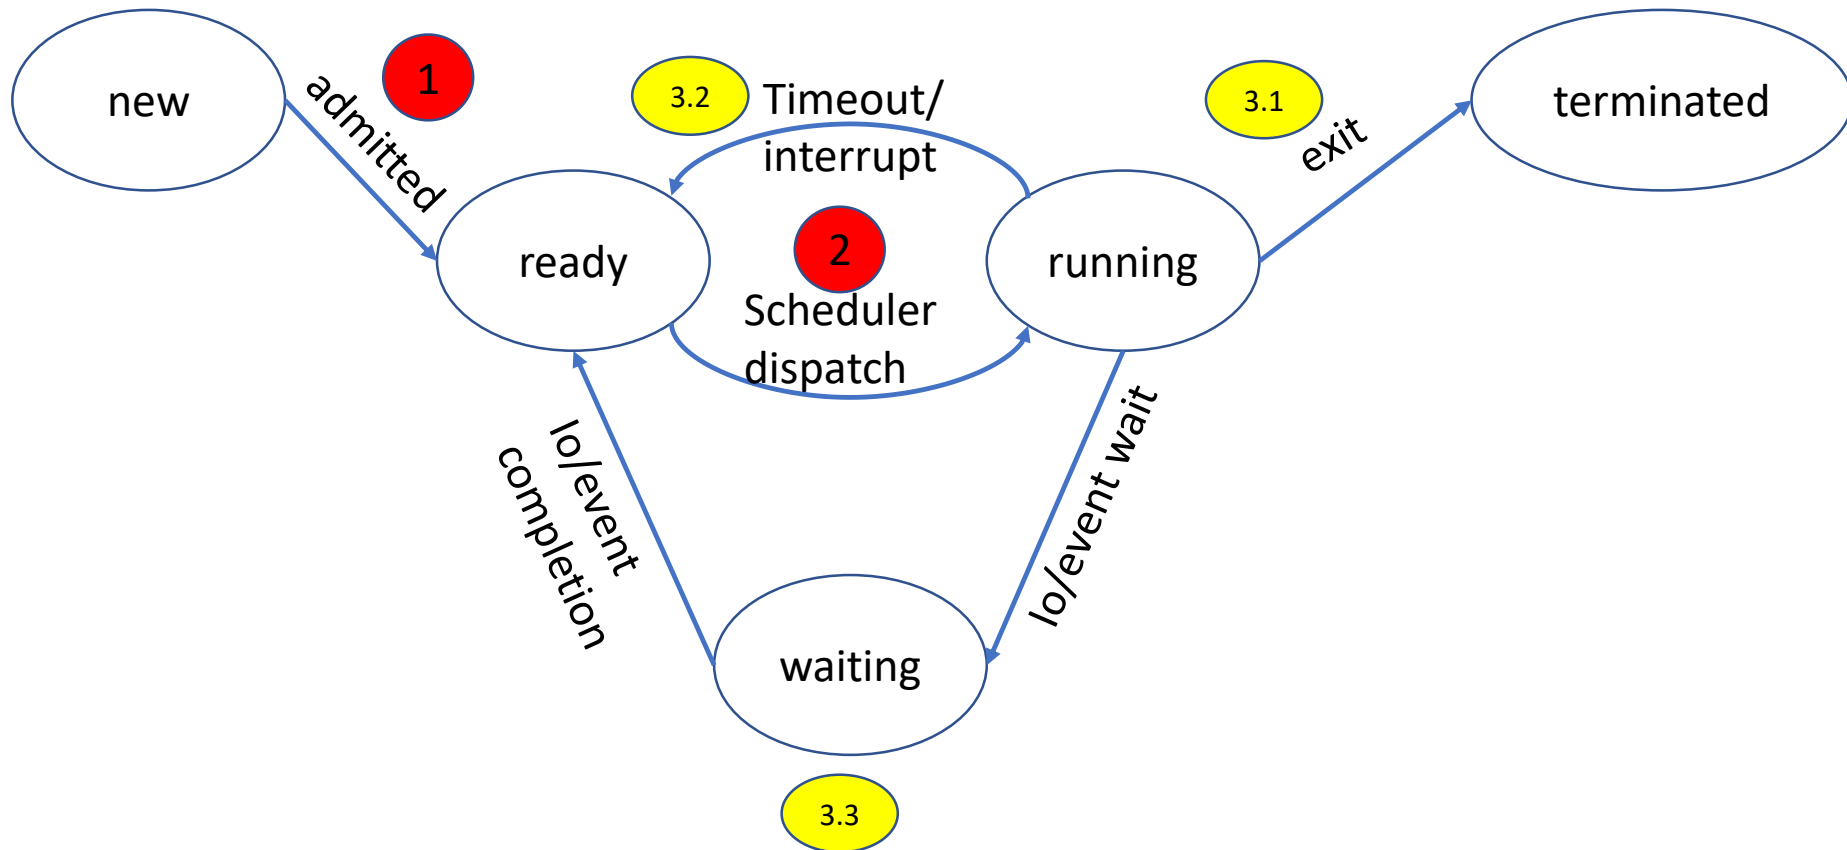 new
admitted
1
3.2
Timeout/
interrupt
3.1
exit
terminated
ready
2
running
Scheduler
dispatch
Io/event
completion
Io/event wait
waiting
3.3